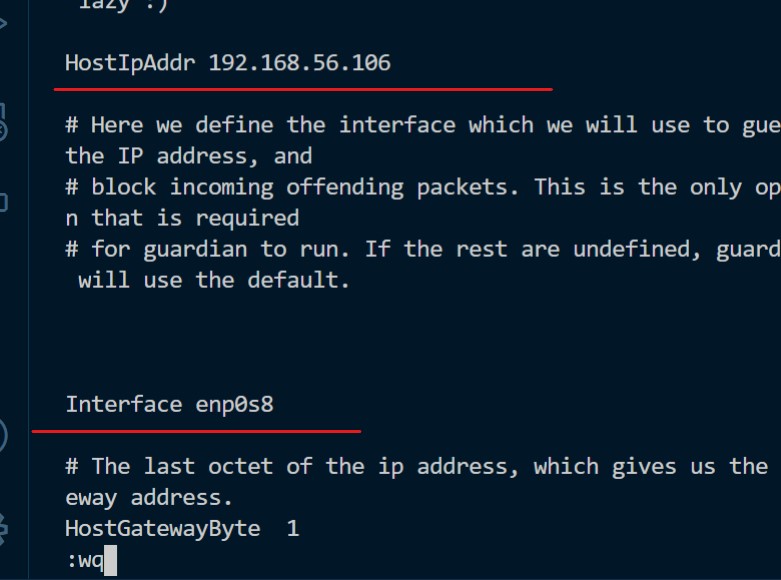 lazy :)
HostIpAddr 192.168.56.106
# Here we define the interface which we will use to gue
the IP address, and
# block incoming offending packets. This is the only op
n that is required
# for guardian to run. If the rest are undefined, guard
will use the default.
Interface enp0s8
# The last octet of the ip address, which gives us the
eway address.
HostGatewayByte  1
:wq